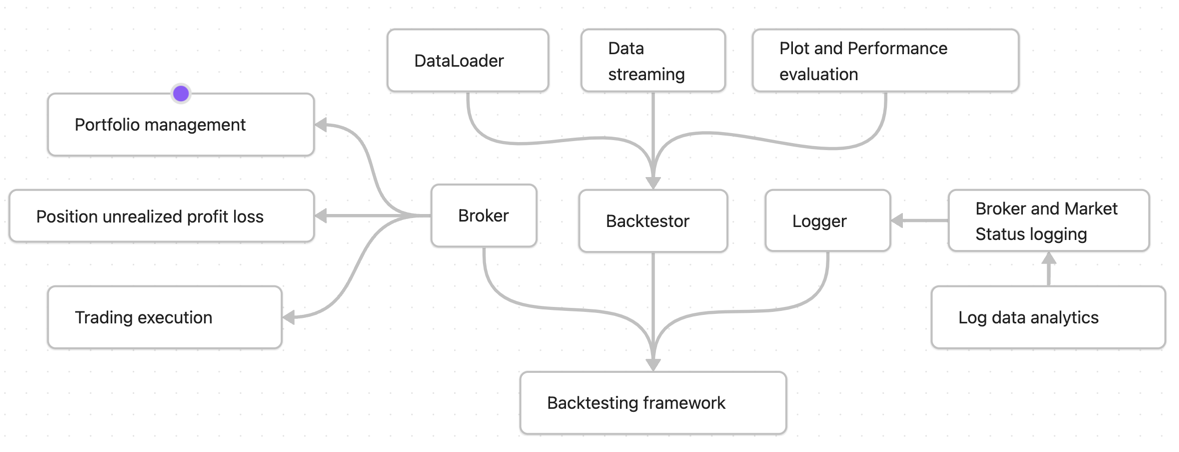 DataLoader
Data
streaming
Plot and Performance
evaluation
Portfolio management
Position unrealized profit loss
Broker
Backtestor
Logger
Broker and Market
Status logging
Trading execution
Log data analytics
Backtesting framework